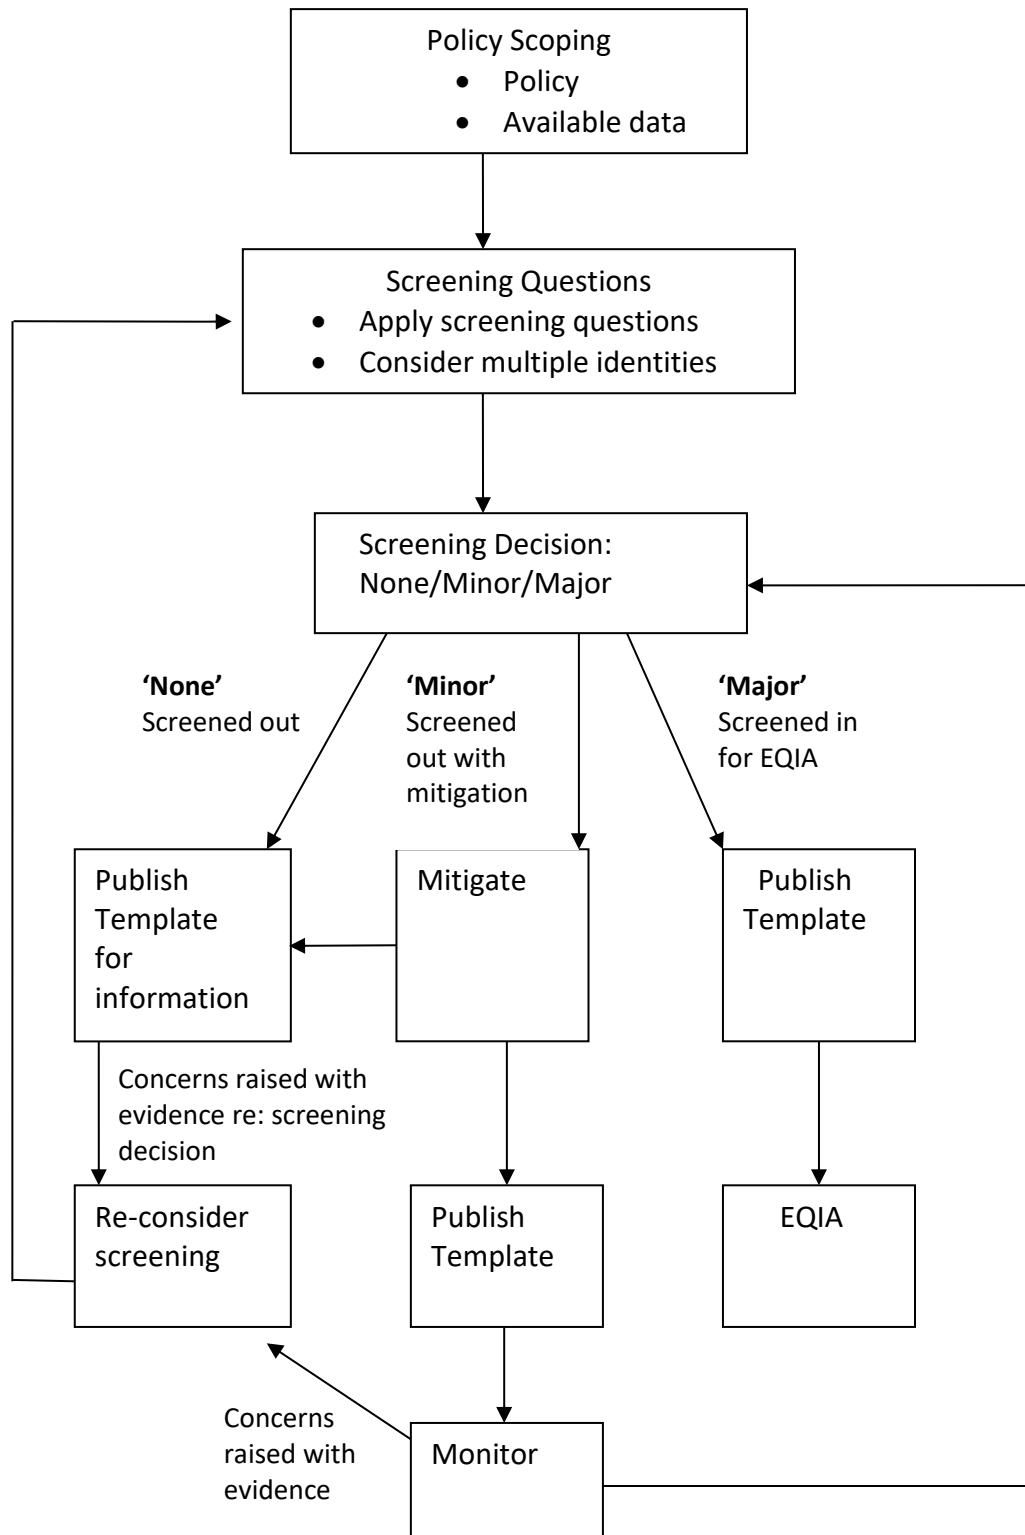 Policy Scoping
• Policy
• Available data
Screening Questions
• Apply screening questions
• Consider multiple identities
Screening Decision:
None/Minor/Major
‘None’
Screened out
‘Minor’
Screened
out with
mitigation
‘Major’
Screened in
for EQIA
Publish
Template
for
information
Mitigate
Publish
Template
Concerns raised with
evidence re: screening
decision
Re-consider
screening
Publish
Template
EQIA
Concerns
raised with
evidence
Monitor